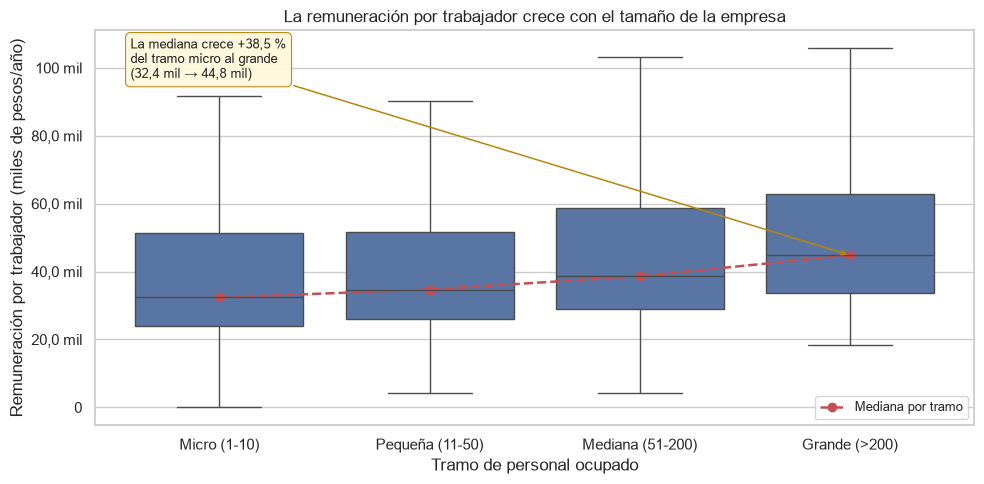 La remuneración por trabajador crece con el tamaño de la empresa
La mediana crece +38,5 %
del tramo micro al grande
(32,4 mil → 44,8 mil)
Remuneración por trabajador (miles de pesos/año)
100 mil
80,0 mil
60,0 mil
40,0 mil
20,0 mil
0
Mediana por tramo
Micro (1-10)
Pequeña (11-50)
Mediana (51-200)
Grande (>200)
Tramo de personal ocupado